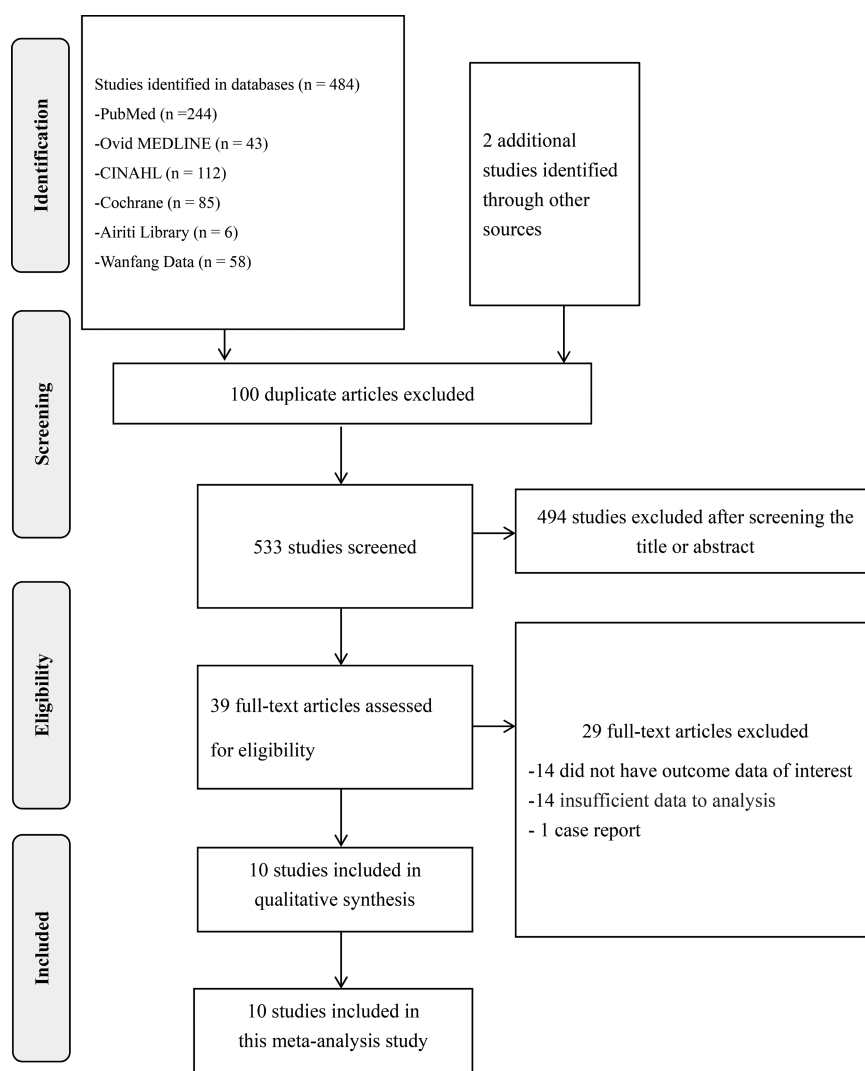 Identification
Studies identified in databases (n = 484)
-PubMed (n =244)
-Ovid MEDLINE (n = 43)
-CINAHL (n = 112)
-Cochrane (n = 85)
-Airiti Library (n = 6)
-Wanfang Data (n = 58)
2 additional
studies identified
through other
sources
Screening
100 duplicate articles excluded
533 studies screened
494 studies excluded after screening the
title or abstract
Eligibility
39 full-text articles assessed
for eligibility
29 full-text articles excluded
-14 did not have outcome data of interest
-14 insufficient data to analysis
- 1 case report
Included
10 studies included in
qualitative synthesis
10 studies included in
this meta-analysis study